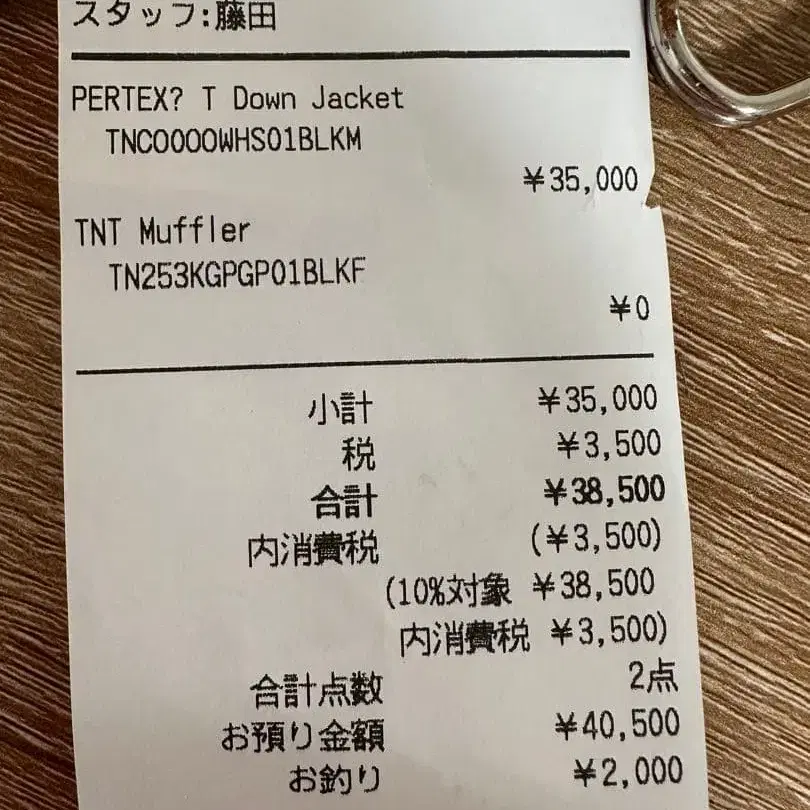 スタッフ:藤田
PERTEX? T Down Jacket
TNC0000WHS01BLKM
¥35,000
TNT Muffler
TN253KGPGP01BLKF
¥0
小計 ¥35,000
税 ¥3,500
合計 ¥38,500
内消費税 (¥3,500)
(10%対象 ¥38,500
内消費税 ¥3,500)
合計点数 2点
お預り金額 ¥40,500
お釣り ¥2,000